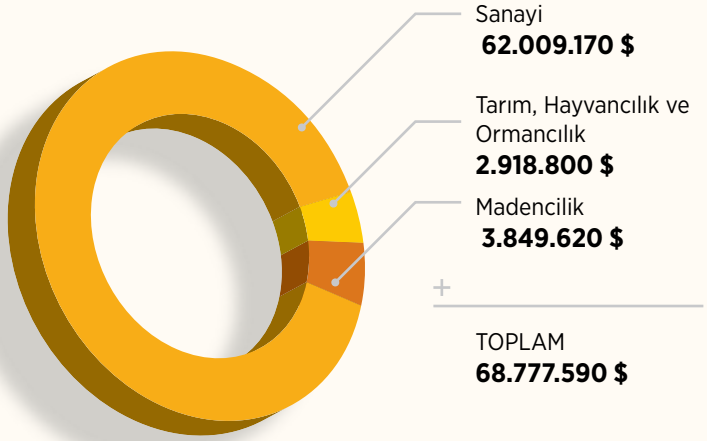 Sanayi
62.009.170 $
Tarım, Hayvancılık ve
Ormancılık
2.918.800 $
Madencilik
3.849.620 $
+
TOPLAM
68.777.590 $